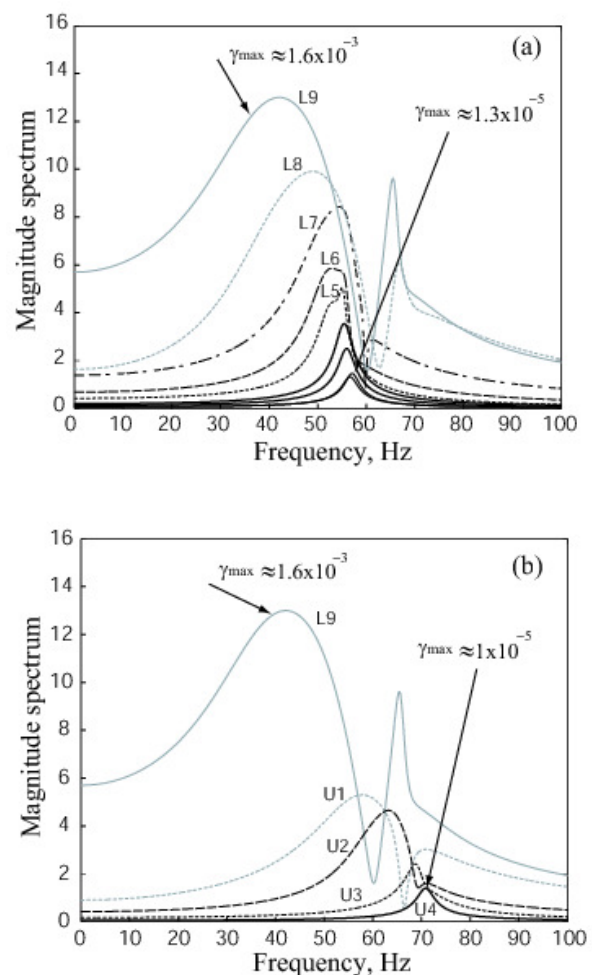 (a)
16
14
12
10
8
6
4
2
0
Magnitude spectrum
γmax ≈1.6x10⁻³
γmax ≈1.3x10⁻⁵
L9
L8
L7
L6
L5
0 10 20 30 40 50 60 70 80 90 100
Frequency, Hz
(b)
16
14
12
10
8
6
4
2
0
Magnitude spectrum
γmax ≈1.6x10⁻³
L9
γmax ≈1x10⁻⁵
U1
U2
U3
U4
0 10 20 30 40 50 60 70 80 90 100
Frequency, Hz